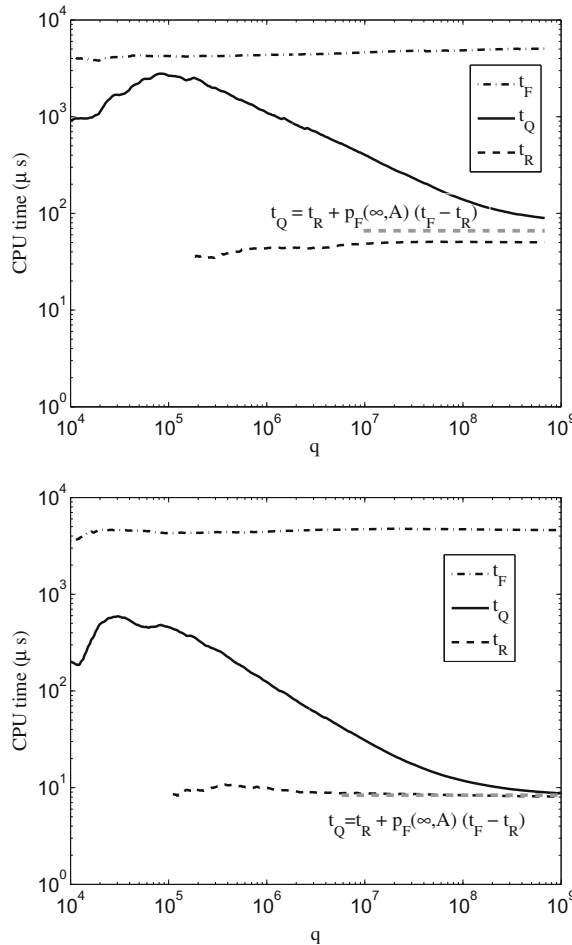 10^4
10^3
10^2
10^1
10^0
CPU time (μ s)
t_F
t_Q
t_R
t_Q = t_R + p_F(∞,A) (t_F − t_R)
10^4 10^5 10^6 10^7 10^8 10^9
q
10^4
10^3
10^2
10^1
10^0
CPU time (μ s)
t_F
t_Q
t_R
t_Q=t_R + p_F(∞,A) (t_F − t_R)
10^4 10^5 10^6 10^7 10^8 10^9
q